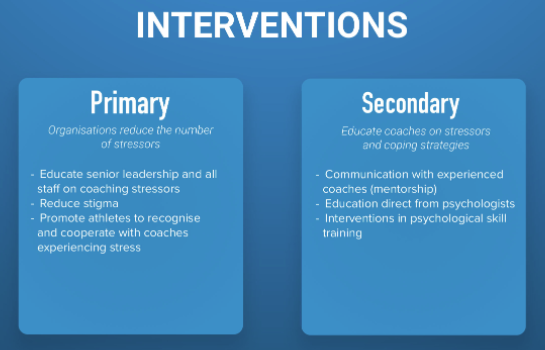 INTERVENTIONS
Primary
Organisations reduce the number
of stressors
- Educate senior leadership and all
staff on coaching stressors
- Reduce stigma
- Promote athletes to recognise
and cooperate with coaches
experiencing stress
Secondary
Educate coaches on stressors
and coping strategies
- Communication with experienced
coaches (mentorship)
- Education direct from psychologists
- Interventions in psychological skill
training